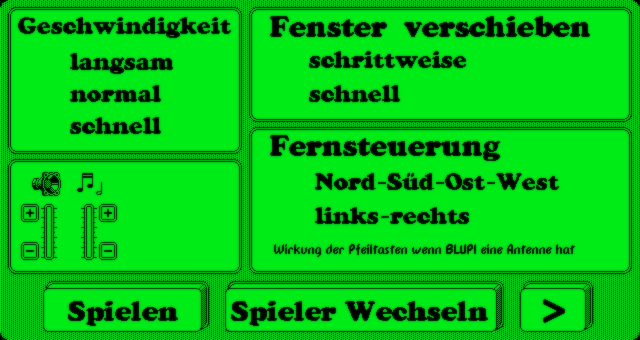 Geschwindigkeit
langsam
normal
schnell
Fenster verschieben
schrittweise
schnell
Fernsteuerung
Nord-Süd-Ost-West
links-rechts
Wirkung der Pfeiltasten wenn BLUPI eine Antenne hat
+ +
- -
Spielen
Spieler Wechseln
>